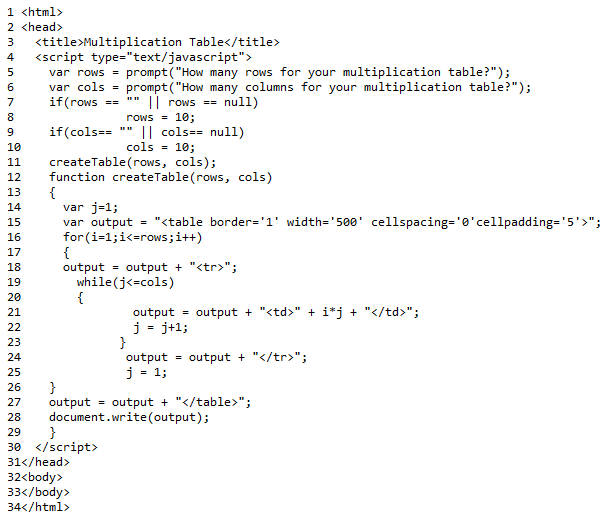 1 <html>
2 <head>
3   <title>Multiplication Table</title>
4   <script type="text/javascript">
5     var rows = prompt("How many rows for your multiplication table?");
6     var cols = prompt("How many columns for your multiplication table?");
7     if(rows == "" || rows == null)
8                rows = 10;
9     if(cols== "" || cols== null)
10               cols = 10;
11    createTable(rows, cols);
12    function createTable(rows, cols)
13    {
14      var j=1;
15      var output = "<table border='1' width='500' cellspacing='0'cellpadding='5'>";
16      for(i=1;i<=rows;i++)
17      {
18      output = output + "<tr>";
19        while(j<=cols)
20        {
21                output = output + "<td>" + i*j + "</td>";
22                j = j+1;
23              }
24               output = output + "</tr>";
25               j = 1;
26    }
27    output = output + "</table>";
28    document.write(output);
29    }
30  </script>
31</head>
32<body>
33</body>
34</html>